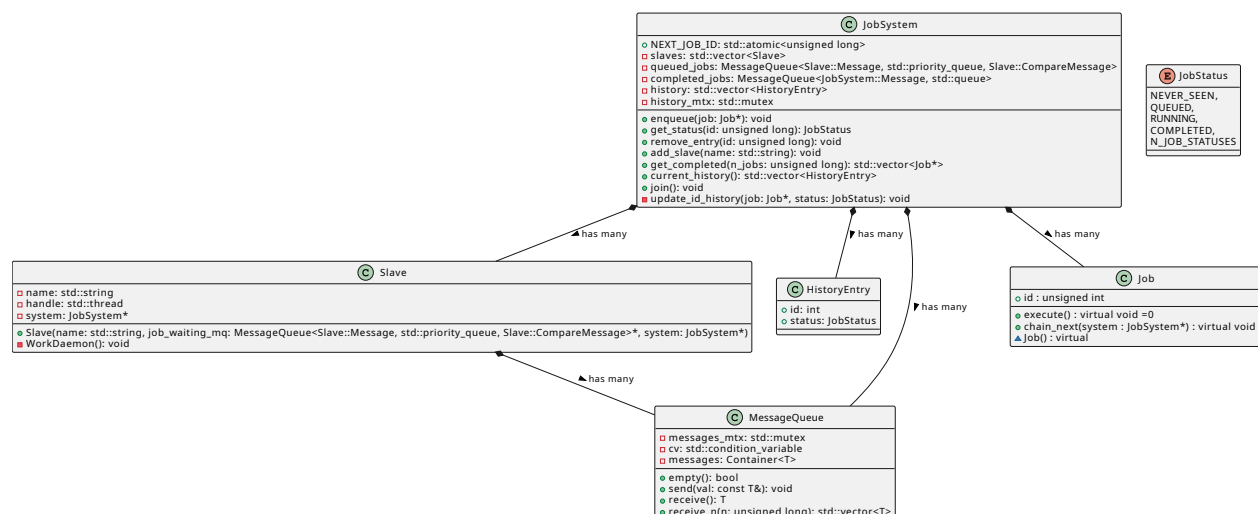 C JobSystem
NEXT_JOB_ID: std::atomic<unsigned long>
slaves: std::vector<Slave>
queued_jobs: MessageQueue<Slave::Message, std::priority_queue, Slave::CompareMessage>
completed_jobs: MessageQueue<JobSystem::Message, std::queue>
history: std::vector<HistoryEntry>
history_mtx: std::mutex
enqueue(job: Job*): void
get_status(id: unsigned long): JobStatus
remove_entry(id: unsigned long): void
add_slave(name: std::string): void
get_completed(n_jobs: unsigned long): std::vector<Job*>
current_history(): std::vector<HistoryEntry>
join(): void
update_id_history(job: Job*, status: JobStatus): void
E JobStatus
NEVER_SEEN,
QUEUED,
RUNNING,
COMPLETED,
N_JOB_STATUSES
has many
has many
has many
has many
C Slave
name: std::string
handle: std::thread
system: JobSystem*
Slave(name: std::string, job_waiting_mq: MessageQueue<Slave::Message, std::priority_queue, Slave::CompareMessage>*, system: JobSystem*)
WorkDaemon(): void
C HistoryEntry
id: int
status: JobStatus
C Job
id : unsigned int
execute() : virtual void =0
chain_next(system : JobSystem*) : virtual void
Job() : virtual
has many
C MessageQueue
messages_mtx: std::mutex
cv: std::condition_variable
messages: Container<T>
empty(): bool
send(val: const T&): void
receive(): T
receive_n(n: unsigned long): std::vector<T>